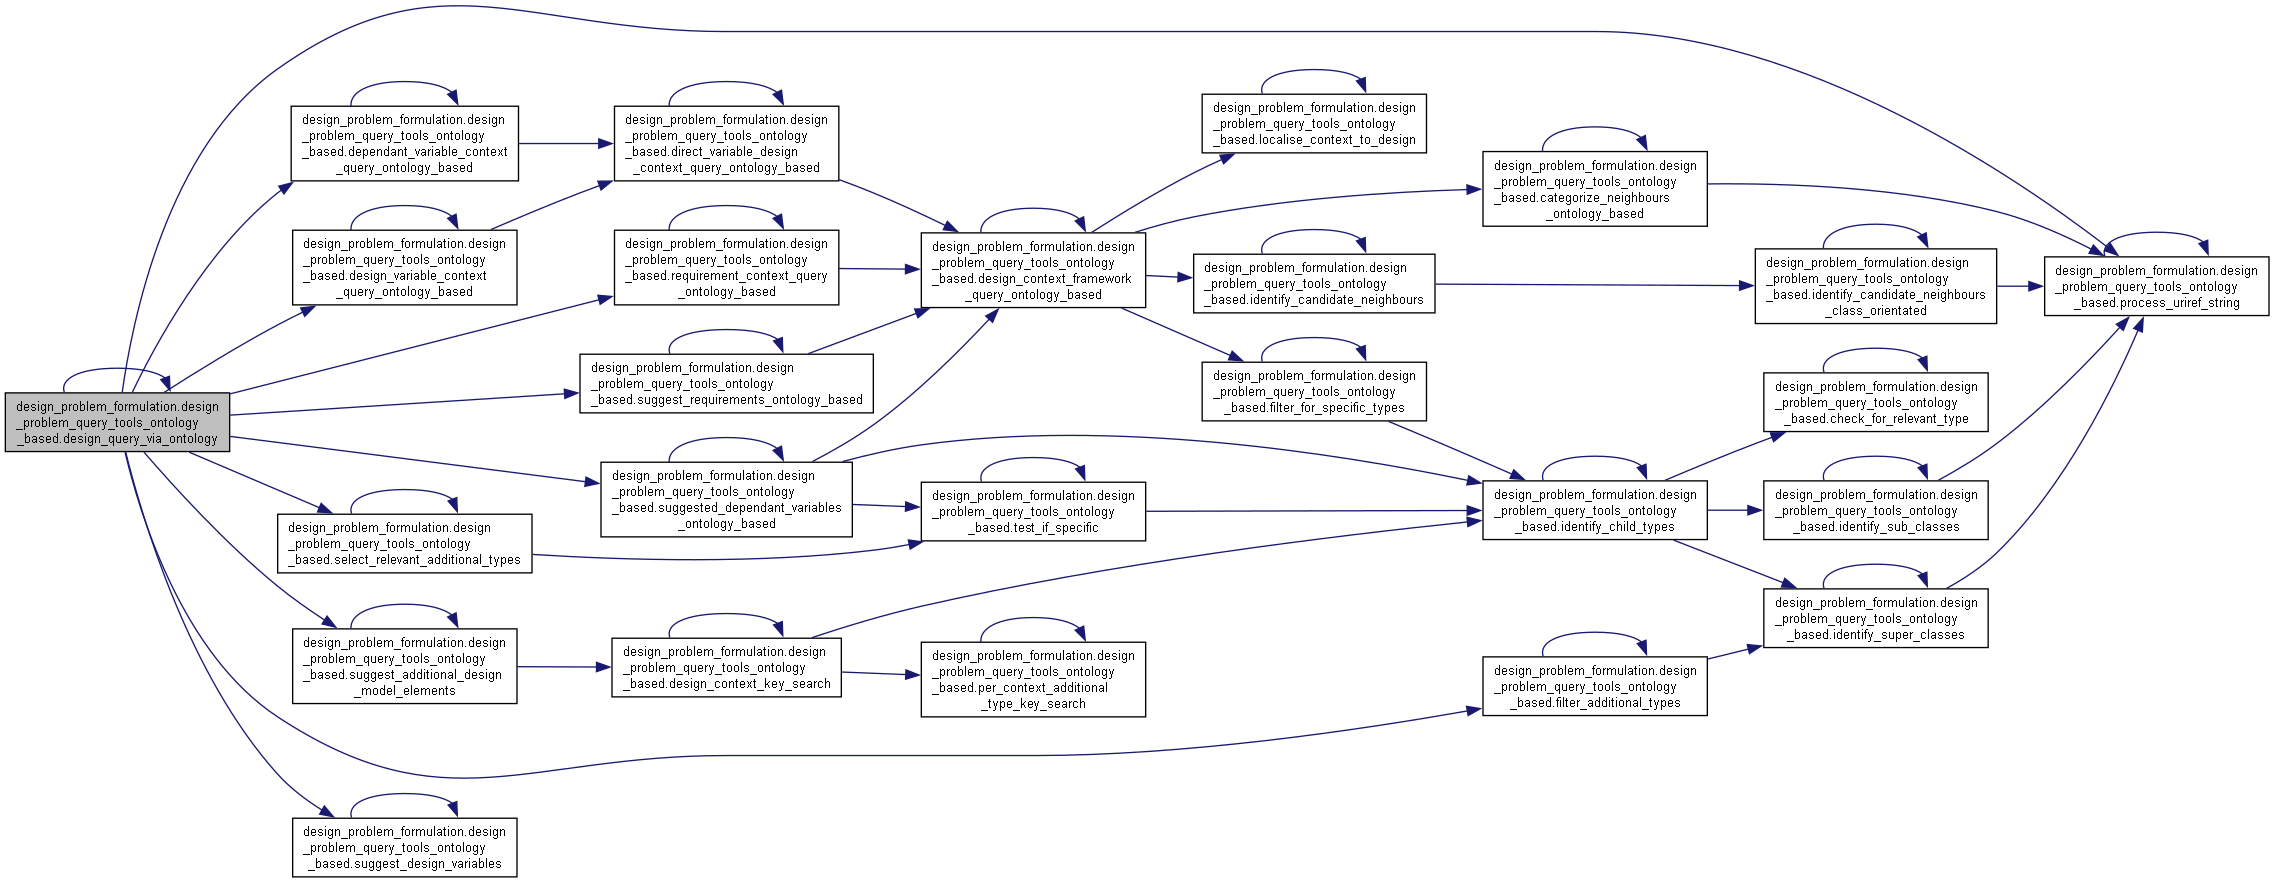 design_problem_formulation.design
_problem_query_tools_ontology
_based.design_query_via_ontology
design_problem_formulation.design
_problem_query_tools_ontology
_based.dependant_variable_context
_query_ontology_based
design_problem_formulation.design
_problem_query_tools_ontology
_based.design_variable_context
_query_ontology_based
design_problem_formulation.design
_problem_query_tools_ontology
_based.select_relevant_additional_types
design_problem_formulation.design
_problem_query_tools_ontology
_based.suggest_additional_design
_model_elements
design_problem_formulation.design
_problem_query_tools_ontology
_based.suggest_design_variables
design_problem_formulation.design
_problem_query_tools_ontology
_based.direct_variable_design
_context_query_ontology_based
design_problem_formulation.design
_problem_query_tools_ontology
_based.requirement_context_query
_ontology_based
design_problem_formulation.design
_problem_query_tools_ontology
_based.suggest_requirements_ontology_based
design_problem_formulation.design
_problem_query_tools_ontology
_based.suggested_dependant_variables
_ontology_based
design_problem_formulation.design
_problem_query_tools_ontology
_based.design_context_key_search
design_problem_formulation.design
_problem_query_tools_ontology
_based.design_context_framework
_query_ontology_based
design_problem_formulation.design
_problem_query_tools_ontology
_based.test_if_specific
design_problem_formulation.design
_problem_query_tools_ontology
_based.per_context_additional
_type_key_search
design_problem_formulation.design
_problem_query_tools_ontology
_based.localise_context_to_design
design_problem_formulation.design
_problem_query_tools_ontology
_based.identify_candidate_neighbours
design_problem_formulation.design
_problem_query_tools_ontology
_based.filter_for_specific_types
design_problem_formulation.design
_problem_query_tools_ontology
_based.categorize_neighbours
_ontology_based
design_problem_formulation.design
_problem_query_tools_ontology
_based.identify_child_types
design_problem_formulation.design
_problem_query_tools_ontology
_based.filter_additional_types
design_problem_formulation.design
_problem_query_tools_ontology
_based.identify_candidate_neighbours
_class_orientated
design_problem_formulation.design
_problem_query_tools_ontology
_based.check_for_relevant_type
design_problem_formulation.design
_problem_query_tools_ontology
_based.identify_sub_classes
design_problem_formulation.design
_problem_query_tools_ontology
_based.identify_super_classes
design_problem_formulation.design
_problem_query_tools_ontology
_based.process_uriref_string